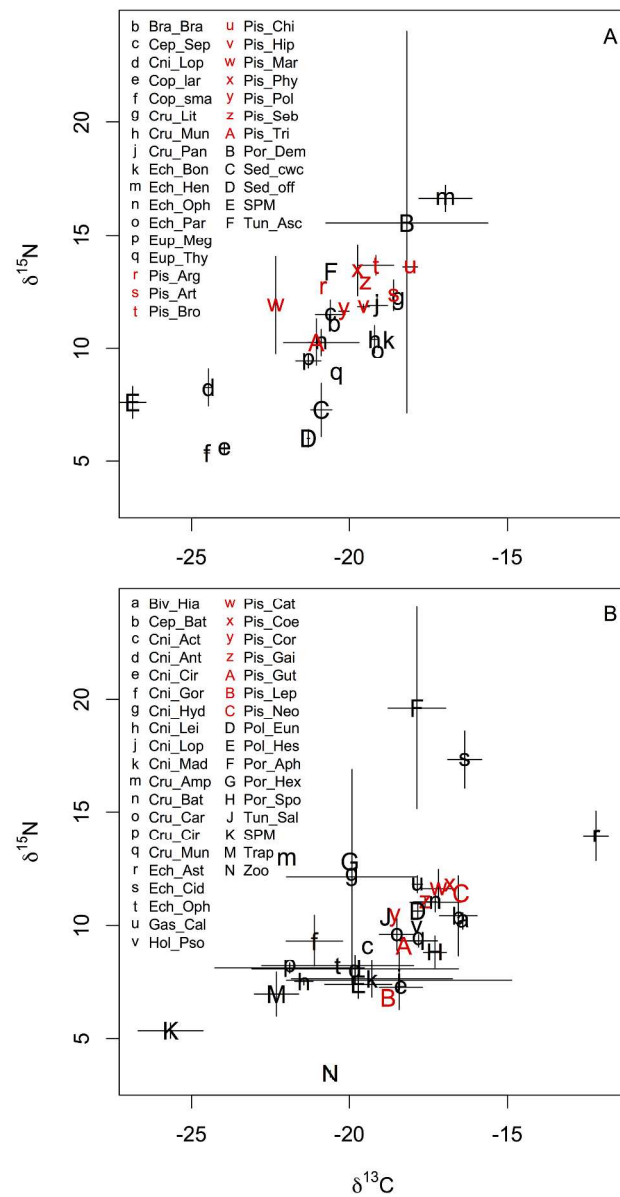 A
b Bra_Bra u Pis_Chi
c Cep_Sep v Pis_Hip
d Cni_Lop w Pis_Mar
e Cop_lar x Pis_Phy
f Cop_sma y Pis_Pol
g Cru_Lit z Pis_Seb
h Cru_Mun A Pis_Tri
j Cru_Pan B Por_Dem
k Ech_Bon C Sed_cwc
m Ech_Hen D Sed_off
n Ech_Oph E SPM
o Ech_Par F Tun_Asc
p Eup_Meg
q Eup_Thy
r Pis_Arg
s Pis_Art
t Pis_Bro
20
15
10
5
δ15N
-25 -20 -15
B
a Biv_Hia w Pis_Cat
b Cep_Bat x Pis_Coe
c Cni_Act y Pis_Cor
d Cni_Ant z Pis_Gai
e Cni_Cir A Pis_Gut
f Cni_Gor B Pis_Lep
g Cni_Hyd C Pis_Neo
h Cni_Lei D Pol_Eun
j Cni_Lop E Pol_Hes
k Cni_Mad F Por_Aph
m Cru_Amp G Por_Hex
n Cru_Bat H Por_Spo
o Cru_Car J Tun_Sal
p Cru_Cir K SPM
q Cru_Mun M Trap
r Ech_Ast N Zoo
s Ech_Cid
t Ech_Oph
u Gas_Cal
v Hol_Pso
20
15
10
5
δ15N
-25 -20 -15
δ13C